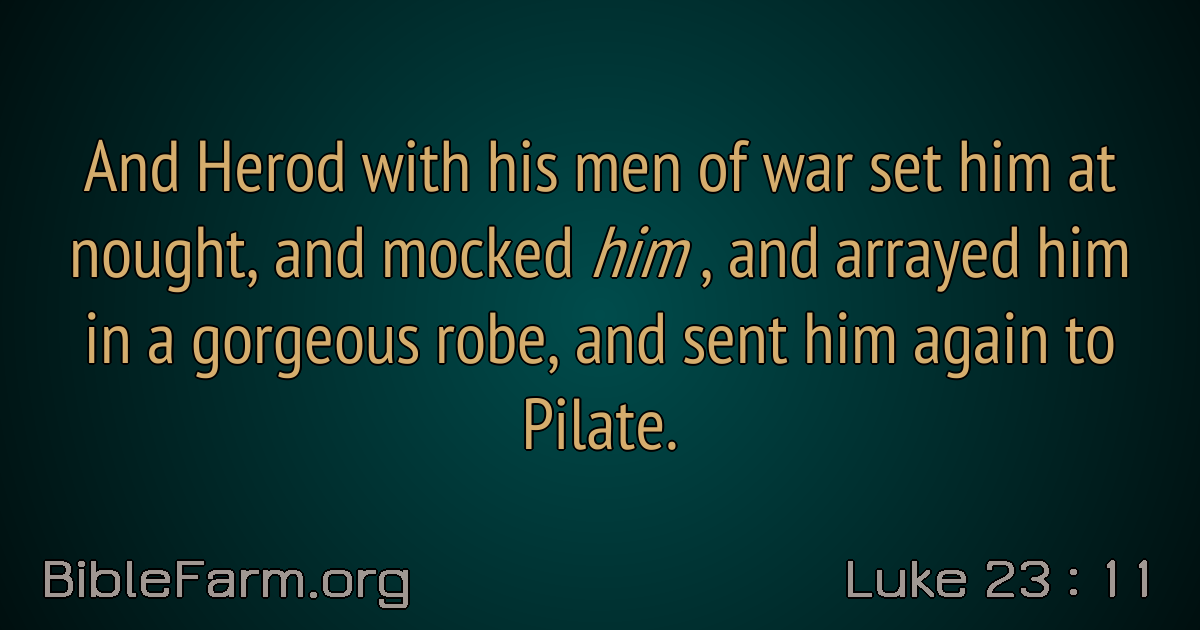 And Herod with his men of war set him at
nought, and mocked him , and arrayed him
in a gorgeous robe, and sent him again to
Pilate.
BibleFarm.org
Luke 23 : 11